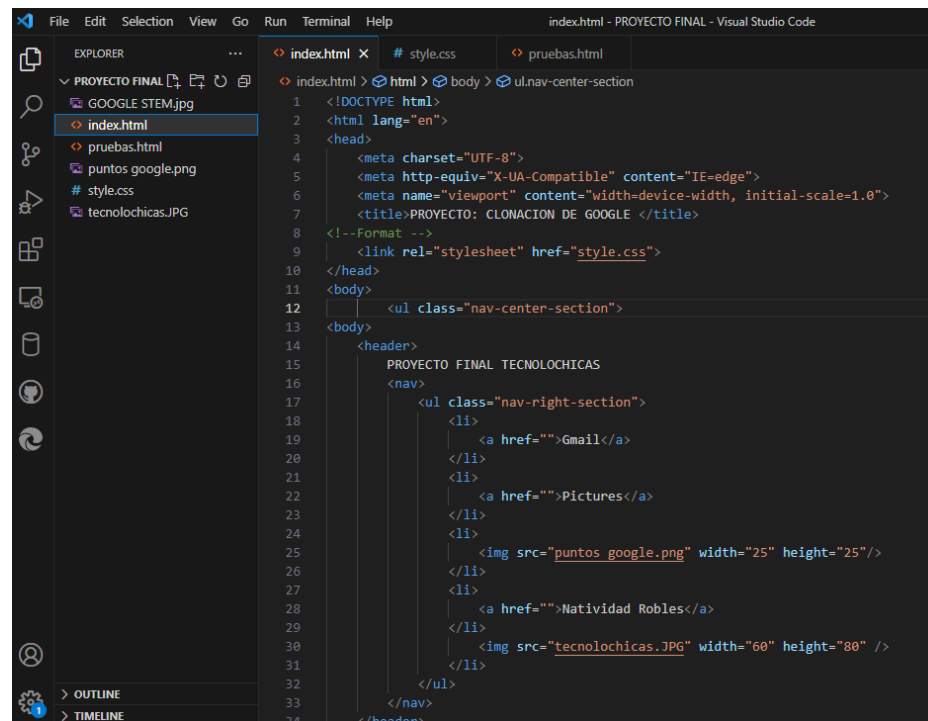 File Edit Selection View Go Run Terminal Help index.html - PROYECTO FINAL - Visual Studio Code
EXPLORER ...
PROYECTO FINAL
GOOGLE STEM.jpg
index.html
pruebas.html
puntos google.png
# style.css
tecnolochicas.JPG
OUTLINE
TIMELINE
1
<> index.html X # style.css <> pruebas.html
<> index.html > html > body > ul.nav-center-section
1 <!DOCTYPE html>
2 <html lang="en">
3 <head>
4 <meta charset="UTF-8">
5 <meta http-equiv="X-UA-Compatible" content="IE=edge">
6 <meta name="viewport" content="width=device-width, initial-scale=1.0">
7 <title>PROYECTO: CLONACION DE GOOGLE </title>
8 <!--Format -->
9 <link rel="stylesheet" href="style.css">
10 </head>
11 <body>
12 <ul class="nav-center-section">
13 <body>
14 <header>
15 PROYECTO FINAL TECNOLOCHICAS
16 <nav>
17 <ul class="nav-right-section">
18 <li>
19 <a href="">Gmail</a>
20 </li>
21 <li>
22 <a href="">Pictures</a>
23 </li>
24 <li>
25 <img src="puntos google.png" width="25" height="25"/>
26 </li>
27 <li>
28 <a href="">Natividad Robles</a>
29 </li>
30 <img src="tecnolochicas.JPG" width="60" height="80" />
31 </li>
32 </ul>
33 </nav>
34 </header>